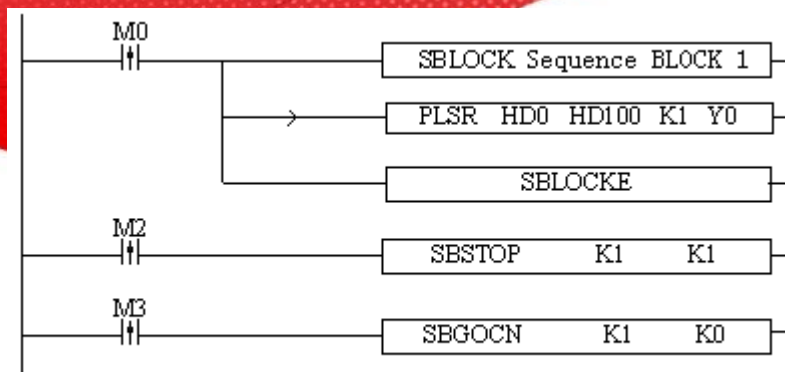 M0
SBLOCK Sequence BLOCK 1
PLSR HD0 HD100 K1 Y0
SBLOCKE
M2
SBSTOP K1 K1
M3
SBGOCN K1 K0